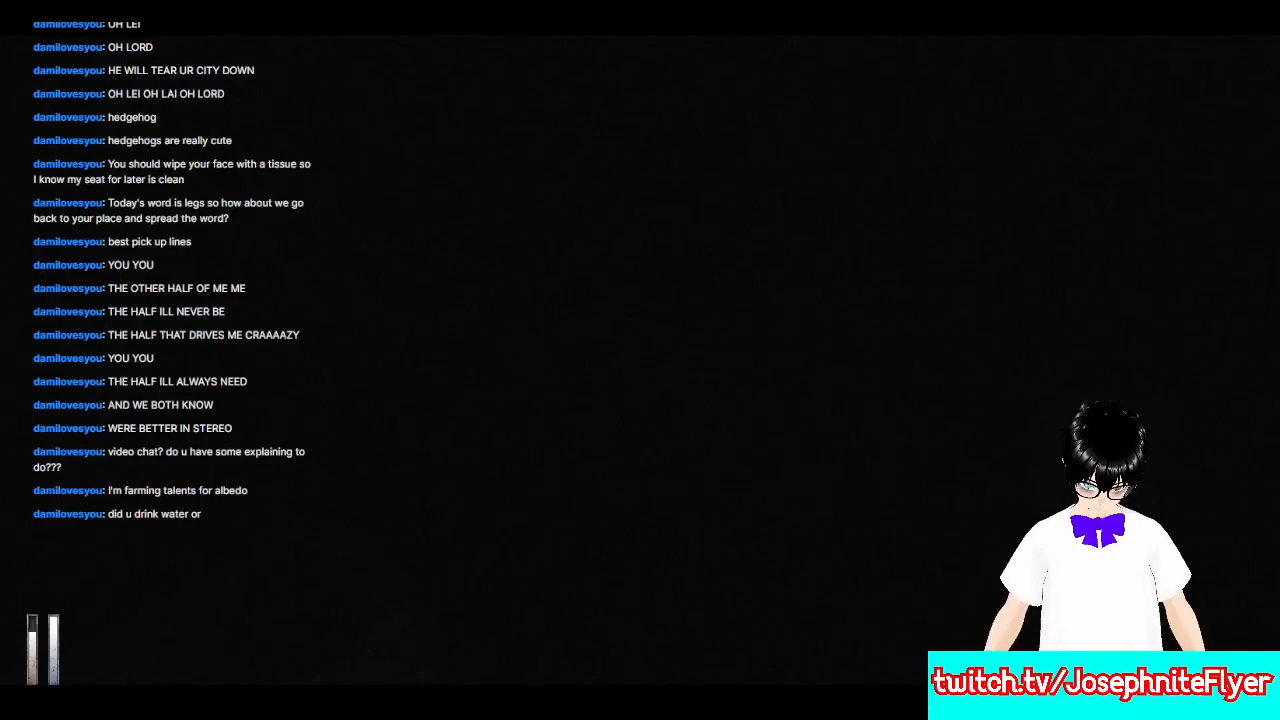 damilovesyou: OH LEI
damilovesyou: OH LORD
damilovesyou: HE WILL TEAR UR CITY DOWN
damilovesyou: OH LEI OH LAI OH LORD
damilovesyou: hedgehog
damilovesyou: hedgehogs are really cute
damilovesyou: You should wipe your face with a tissue so
I know my seat for later is clean
damilovesyou: Today's word is legs so how about we go
back to your place and spread the word?
damilovesyou: best pick up lines
damilovesyou: YOU YOU
damilovesyou: THE OTHER HALF OF ME ME
damilovesyou: THE HALF ILL NEVER BE
damilovesyou: THE HALF THAT DRIVES ME CRAAAAZY
damilovesyou: YOU YOU
damilovesyou: THE HALF ILL ALWAYS NEED
damilovesyou: AND WE BOTH KNOW
damilovesyou: WERE BETTER IN STEREO
damilovesyou: video chat? do u have some explaining to
do???
damilovesyou: I'm farming talents for albedo
damilovesyou: did u drink water or
twitch.tv/JosephniteFlyer